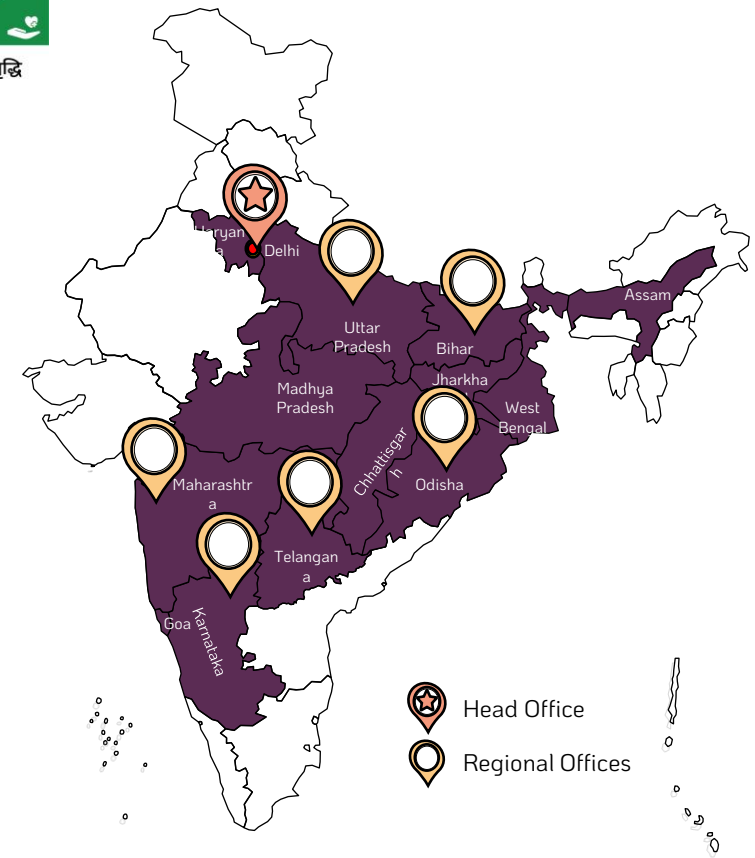 Haryan
a
Delhi
Assam
Uttar
Pradesh
Bihar
Jharkha
Madhya
Pradesh
West
Bengal
Chhattisgar
h
Odisha
Maharashtr
a
Telangan
a
Goa
Karnataka
Head Office
Regional Offices